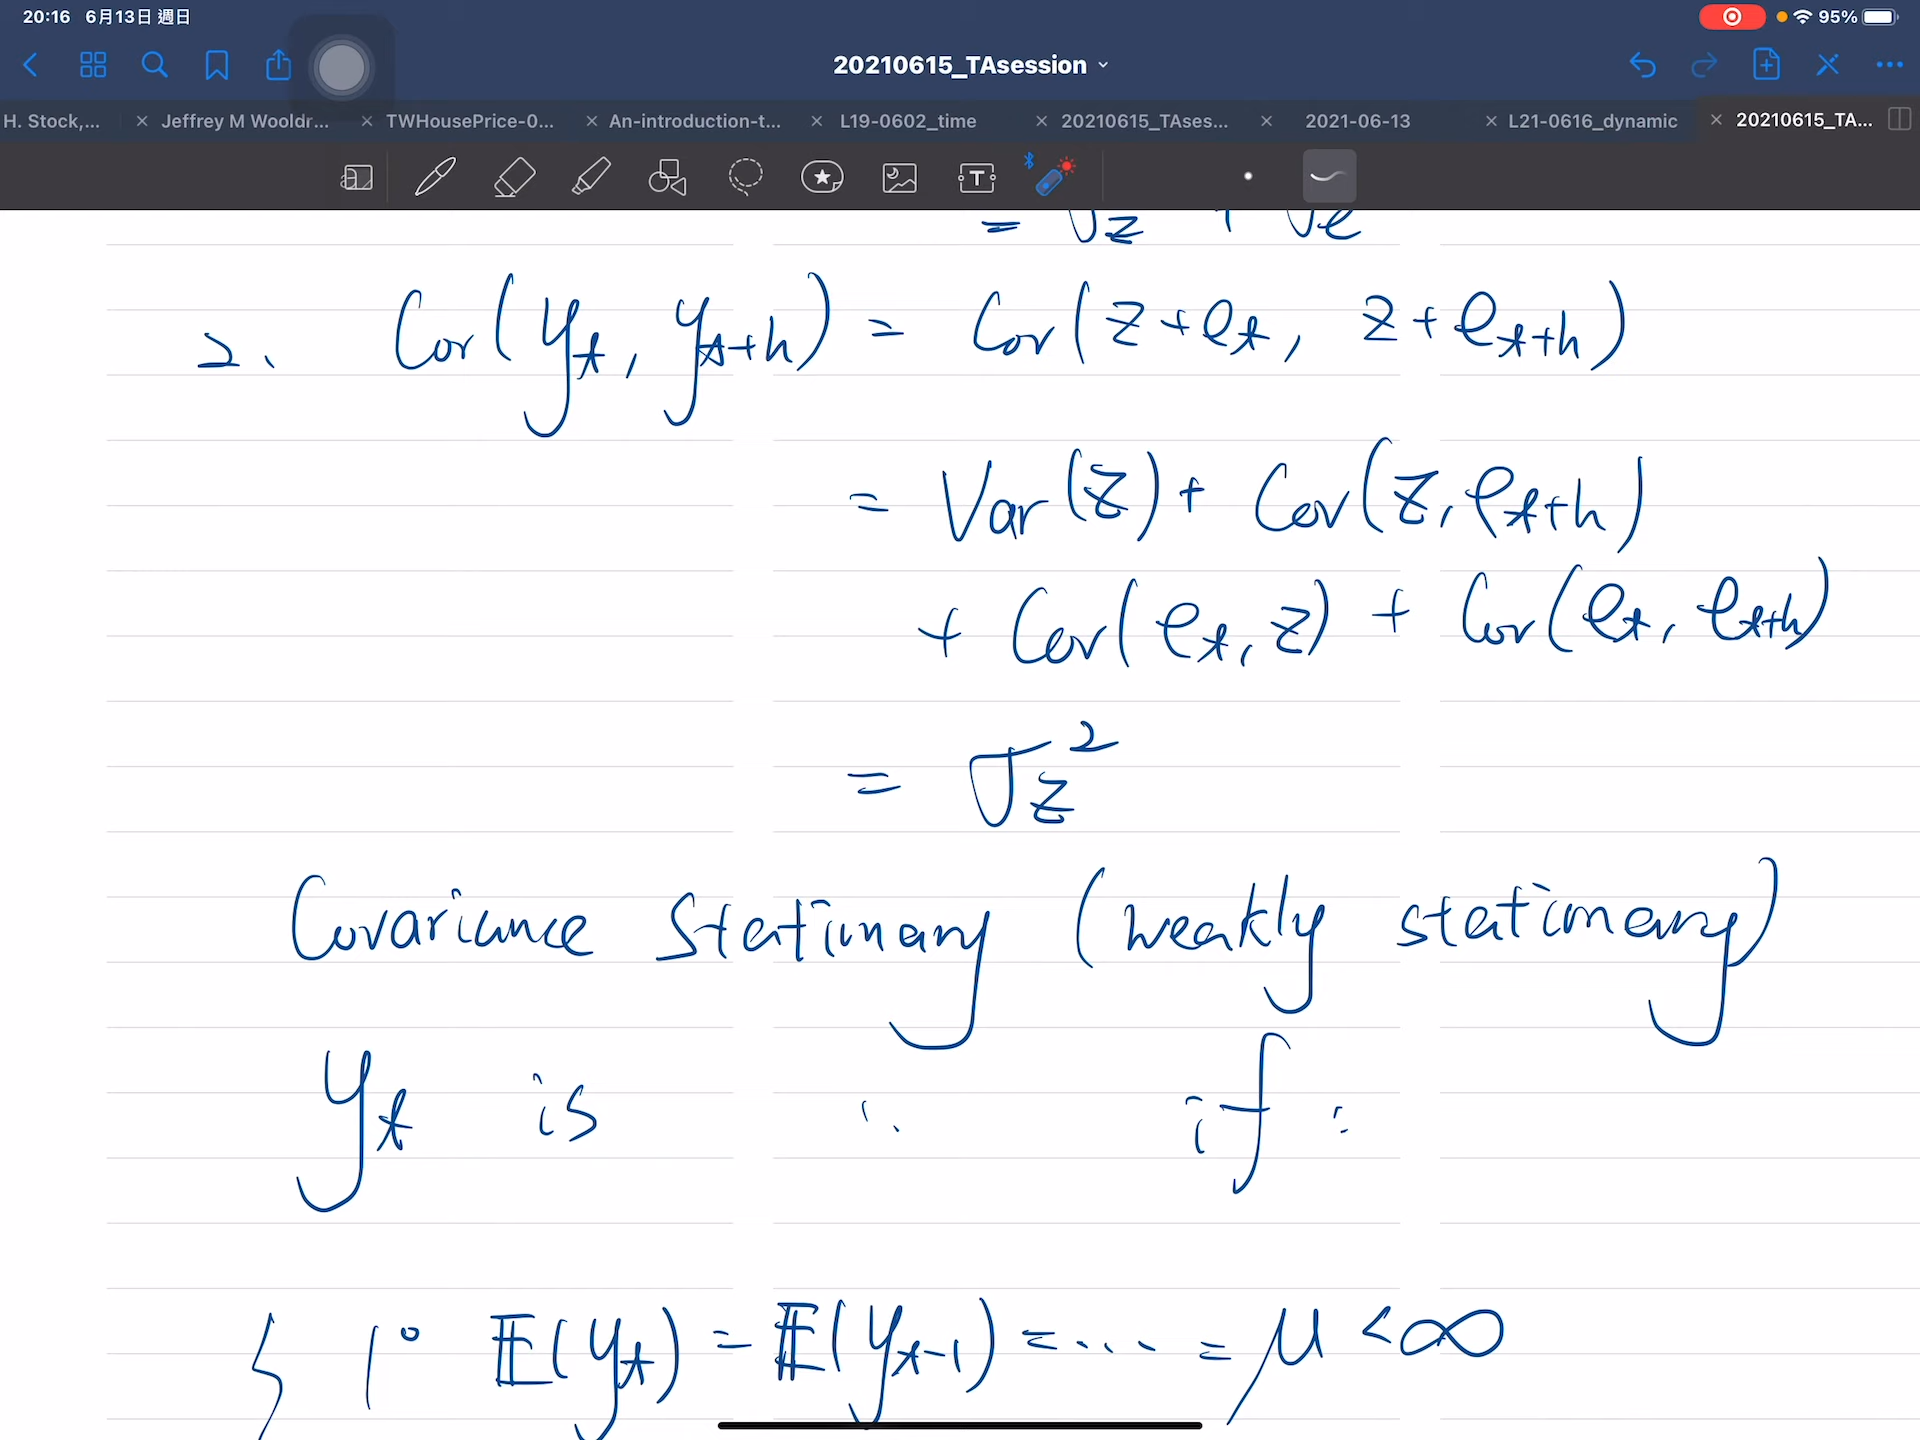 20:16 6月13日 週日 95%
20210615_TAsession
H. Stock,... × Jeffrey M Wooldr... × TWHousePrice-0... × An-introduction-t... × L19-0602_time × 20210615_TAses... × 2021-06-13 × L21-0616_dynamic × 20210615_TA...
= σz + σe
2. Cov(yt, yt+h) = Cov(z+et, z+et+h)
= Var(z) + Cov(z, et+h)
+ Cov(et, z) + Cov(et, et+h)
= σz²
Covariance Stationary (weakly stationary)
yt is " if :
{ 1° 𝔼(yt) = 𝔼(yt-1) = ... = μ < ∞